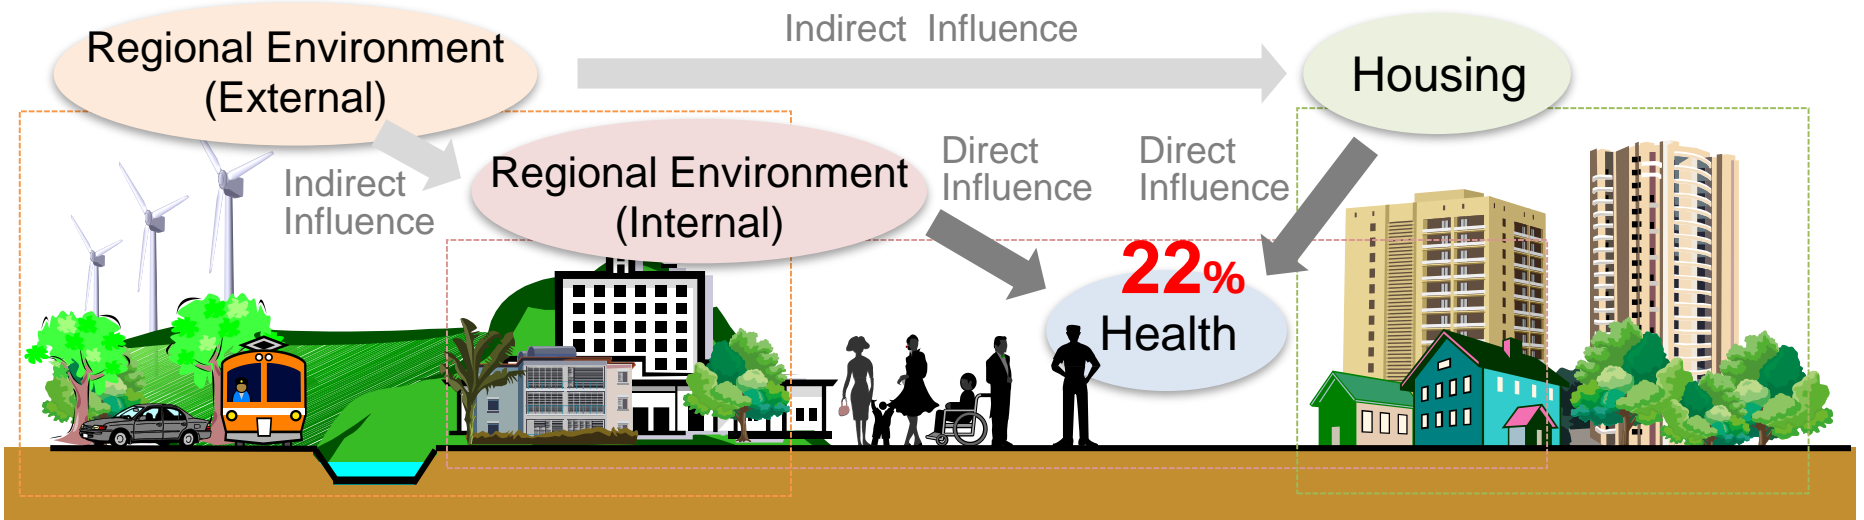 Regional Environment
(External)
Indirect Influence
Housing
Indirect
Influence
Regional Environment
(Internal)
Direct
Influence
Direct
Influence
22%
Health
H